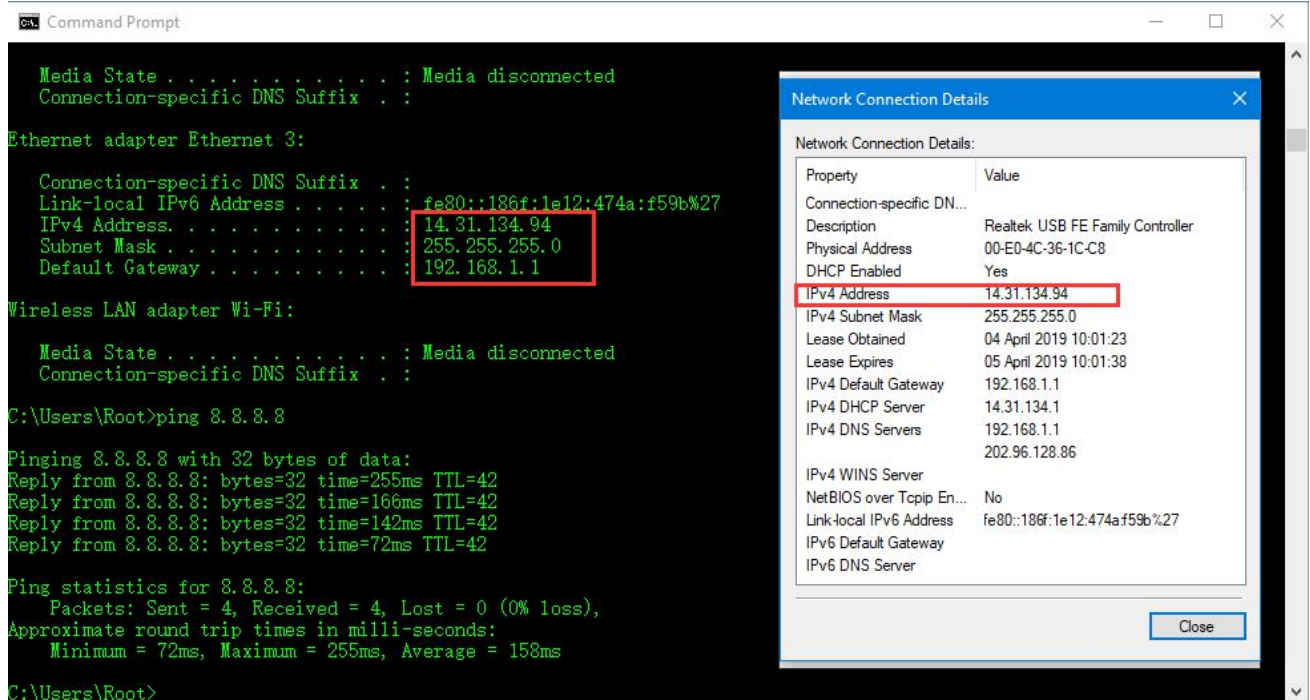 Command Prompt
Media State . . . . . . . . . . . : Media disconnected
Connection-specific DNS Suffix . :
Ethernet adapter Ethernet 3:
Connection-specific DNS Suffix . :
Link-local IPv6 Address . . . . . : fe80::186f:1e12:474a:f59b%27
IPv4 Address. . . . . . . . . . . : 14.31.134.94
Subnet Mask . . . . . . . . . . . : 255.255.255.0
Default Gateway . . . . . . . . . : 192.168.1.1
Wireless LAN adapter Wi-Fi:
Media State . . . . . . . . . . . : Media disconnected
Connection-specific DNS Suffix . :
C:\Users\Root>ping 8.8.8.8
Pinging 8.8.8.8 with 32 bytes of data:
Reply from 8.8.8.8: bytes=32 time=255ms TTL=42
Reply from 8.8.8.8: bytes=32 time=166ms TTL=42
Reply from 8.8.8.8: bytes=32 time=142ms TTL=42
Reply from 8.8.8.8: bytes=32 time=72ms TTL=42
Ping statistics for 8.8.8.8:
Packets: Sent = 4, Received = 4, Lost = 0 (0% loss),
Approximate round trip times in milli-seconds:
Minimum = 72ms, Maximum = 255ms, Average = 158ms
C:\Users\Root>
Network Connection Details
Network Connection Details:
Property Value
Connection-specific DN...
Description Realtek USB FE Family Controller
Physical Address 00-E0-4C-36-1C-C8
DHCP Enabled Yes
IPv4 Address 14.31.134.94
IPv4 Subnet Mask 255.255.255.0
Lease Obtained 04 April 2019 10:01:23
Lease Expires 05 April 2019 10:01:38
IPv4 Default Gateway 192.168.1.1
IPv4 DHCP Server 14.31.134.1
IPv4 DNS Servers 192.168.1.1
202.96.128.86
IPv4 WINS Server
NetBIOS over Tcpip En... No
Link-local IPv6 Address fe80::186f:1e12:474a:f59b%27
IPv6 Default Gateway
IPv6 DNS Server
Close